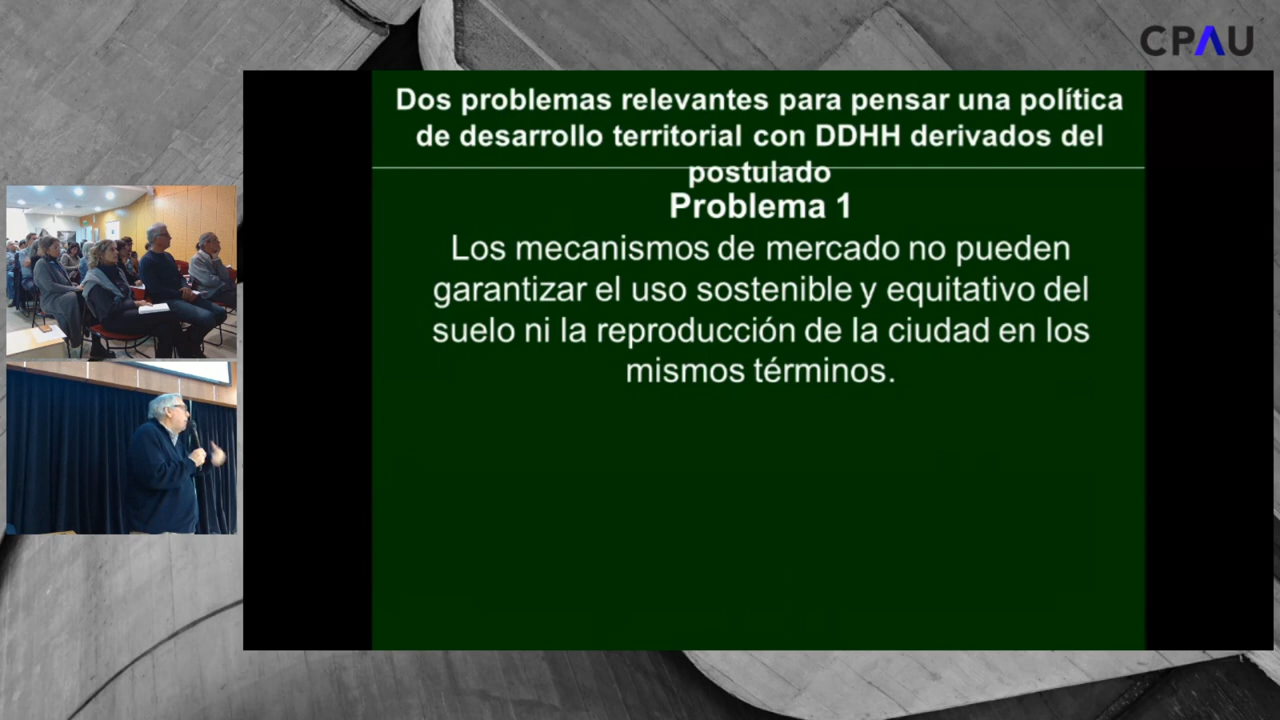 CPAU
Dos problemas relevantes para pensar una política
de desarrollo territorial con DDHH derivados del
postulado
Problema 1
Los mecanismos de mercado no pueden
garantizar el uso sostenible y equitativo del
suelo ni la reproducción de la ciudad en los
mismos términos.